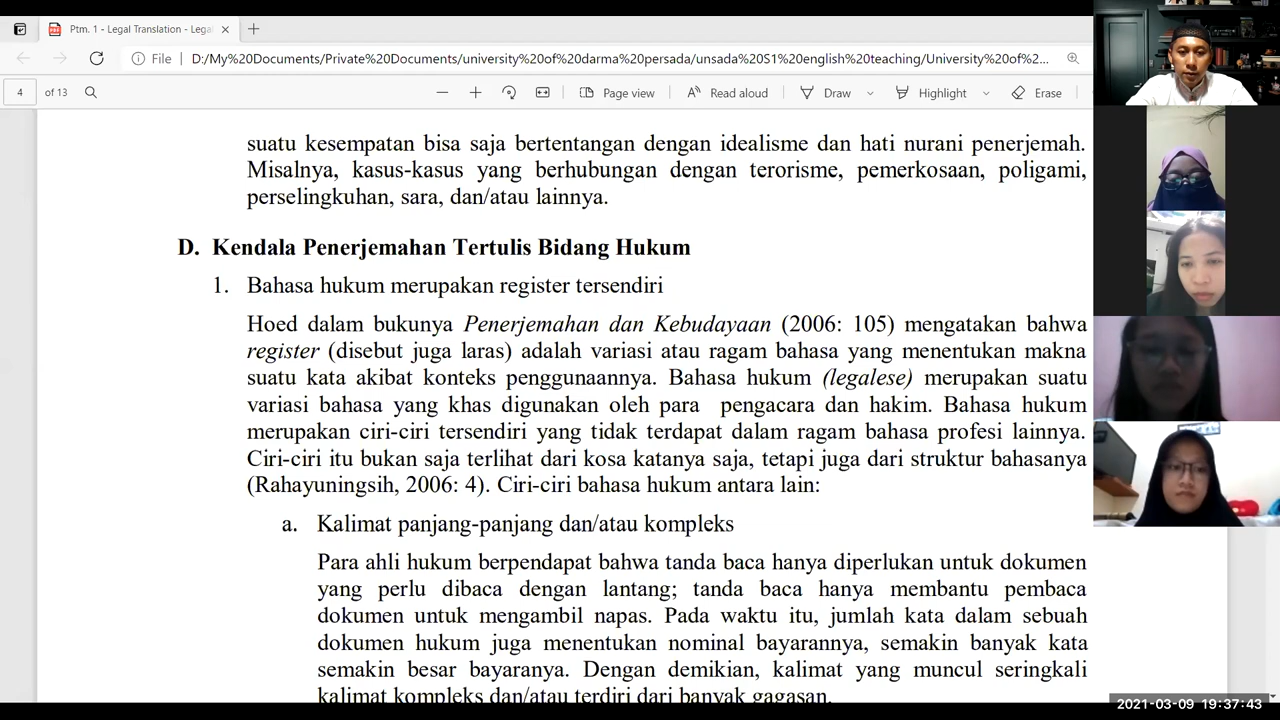 Ptm. 1 - Legal Translation - Lega
File
D:/My%20Documents/Private%20Documents/university%20of%20darma%20persada/unsada%20S1%20english%20teaching/University%20of%2...
4 of 13
Page view
Read aloud
Draw
Highlight
Erase
suatu kesempatan bisa saja bertentangan dengan idealisme dan hati nurani penerjemah.
Misalnya, kasus-kasus yang berhubungan dengan terorisme, pemerkosaan, poligami,
perselingkuhan, sara, dan/atau lainnya.
D. Kendala Penerjemahan Tertulis Bidang Hukum
1. Bahasa hukum merupakan register tersendiri
Hoed dalam bukunya Penerjemahan dan Kebudayaan (2006: 105) mengatakan bahwa
register (disebut juga laras) adalah variasi atau ragam bahasa yang menentukan makna
suatu kata akibat konteks penggunaannya. Bahasa hukum (legalese) merupakan suatu
variasi bahasa yang khas digunakan oleh para pengacara dan hakim. Bahasa hukum
merupakan ciri-ciri tersendiri yang tidak terdapat dalam ragam bahasa profesi lainnya.
Ciri-ciri itu bukan saja terlihat dari kosa katanya saja, tetapi juga dari struktur bahasanya
(Rahayuningsih, 2006: 4). Ciri-ciri bahasa hukum antara lain:
a. Kalimat panjang-panjang dan/atau kompleks
Para ahli hukum berpendapat bahwa tanda baca hanya diperlukan untuk dokumen
yang perlu dibaca dengan lantang; tanda baca hanya membantu pembaca
dokumen untuk mengambil napas. Pada waktu itu, jumlah kata dalam sebuah
dokumen hukum juga menentukan nominal bayarannya, semakin banyak kata
semakin besar bayaranya. Dengan demikian, kalimat yang muncul seringkali
kalimat kompleks dan/atau terdiri dari banyak gagasan.
2021-03-09 19:37:43